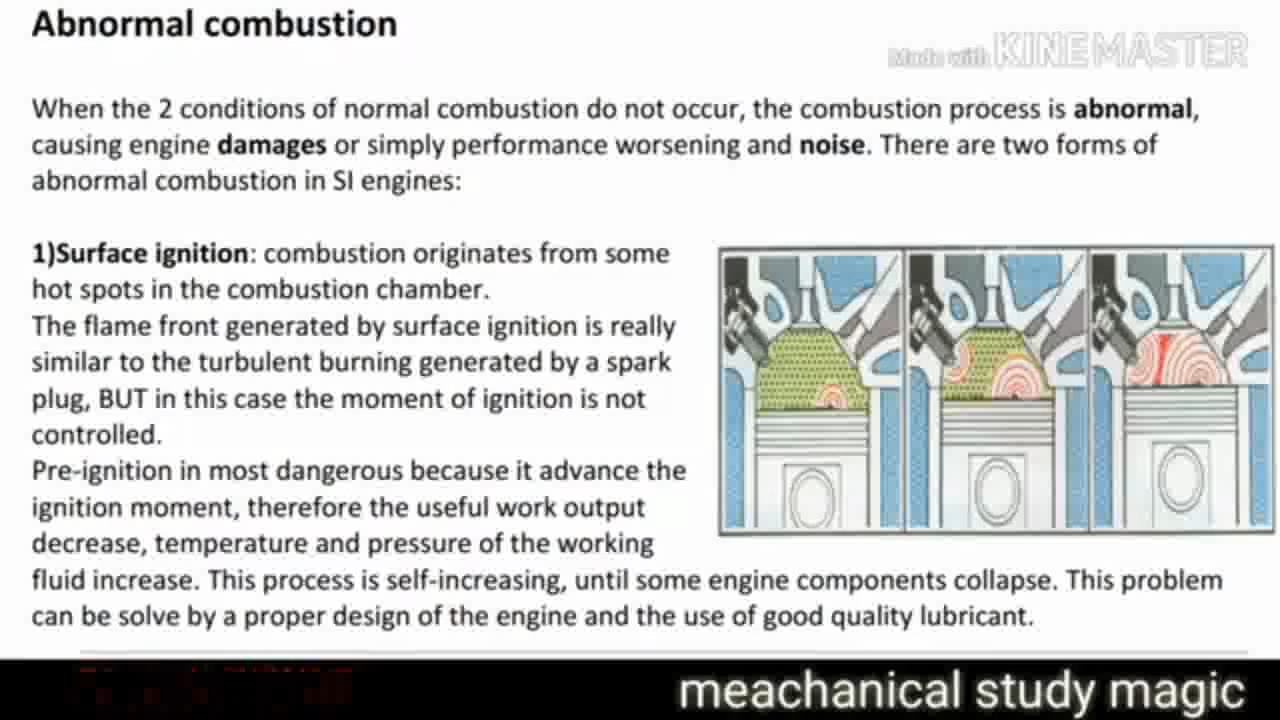 Abnormal combustion
Made with KINEMASTER
When the 2 conditions of normal combustion do not occur, the combustion process is abnormal,
causing engine damages or simply performance worsening and noise. There are two forms of
abnormal combustion in SI engines:
1)Surface ignition: combustion originates from some
hot spots in the combustion chamber.
The flame front generated by surface ignition is really
similar to the turbulent burning generated by a spark
plug, BUT in this case the moment of ignition is not
controlled.
Pre-ignition in most dangerous because it advance the
ignition moment, therefore the useful work output
decrease, temperature and pressure of the working
fluid increase. This process is self-increasing, until some engine components collapse. This problem
can be solve by a proper design of the engine and the use of good quality lubricant.
meachanical study magic